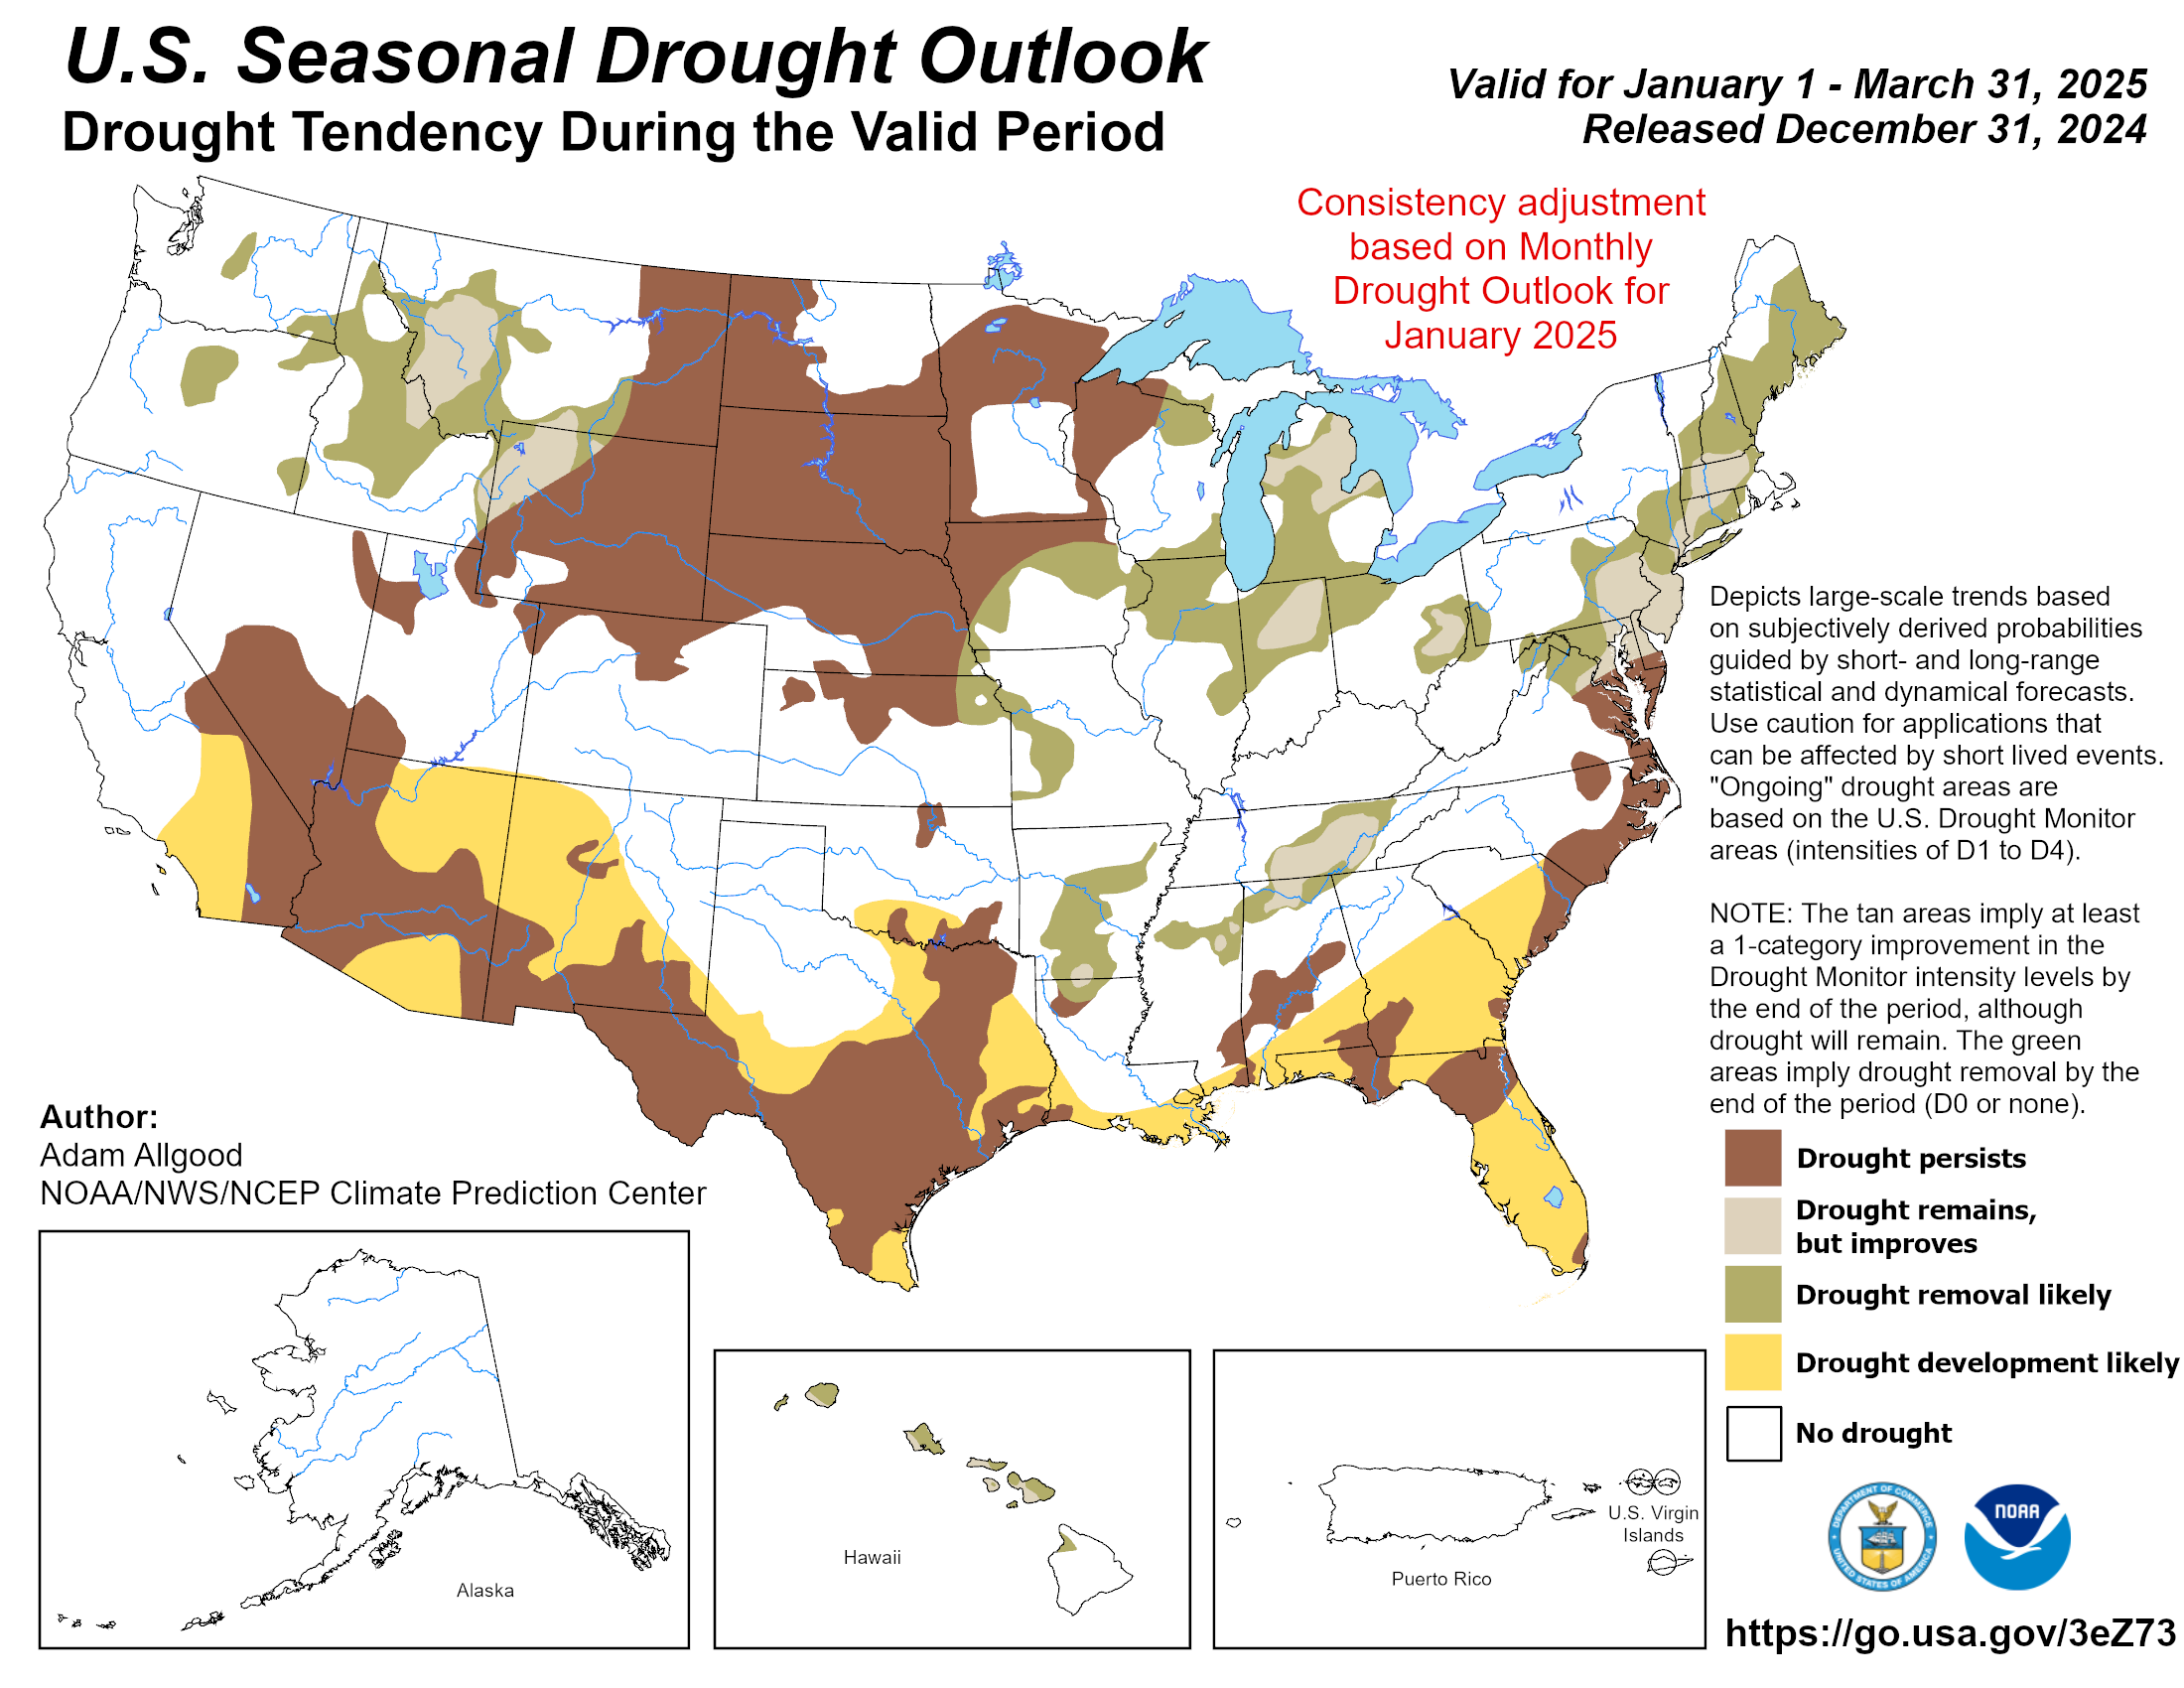 U.S. Seasonal Drought Outlook
Drought Tendency During the Valid Period
Valid for January 1 - March 31, 2025
Released December 31, 2024
Consistency adjustment
based on Monthly
Drought Outlook for
January 2025
Depicts large-scale trends based
on subjectively derived probabilities
guided by short- and long-range
statistical and dynamical forecasts.
Use caution for applications that
can be affected by short lived events.
"Ongoing" drought areas are
based on the U.S. Drought Monitor
areas (intensities of D1 to D4).
NOTE: The tan areas imply at least
a 1-category improvement in the
Drought Monitor intensity levels by
the end of the period, although
drought will remain. The green
areas imply drought removal by the
end of the period (D0 or none).
Author:
Adam Allgood
NOAA/NWS/NCEP Climate Prediction Center
Drought persists
Drought remains,
but improves
Drought removal likely
Drought development likely
No drought
Alaska
Hawaii
Puerto Rico
U.S. Virgin
Islands
DEPARTMENT OF COMMERCE
UNITED STATES OF AMERICA
NOAA
https://go.usa.gov/3eZ73